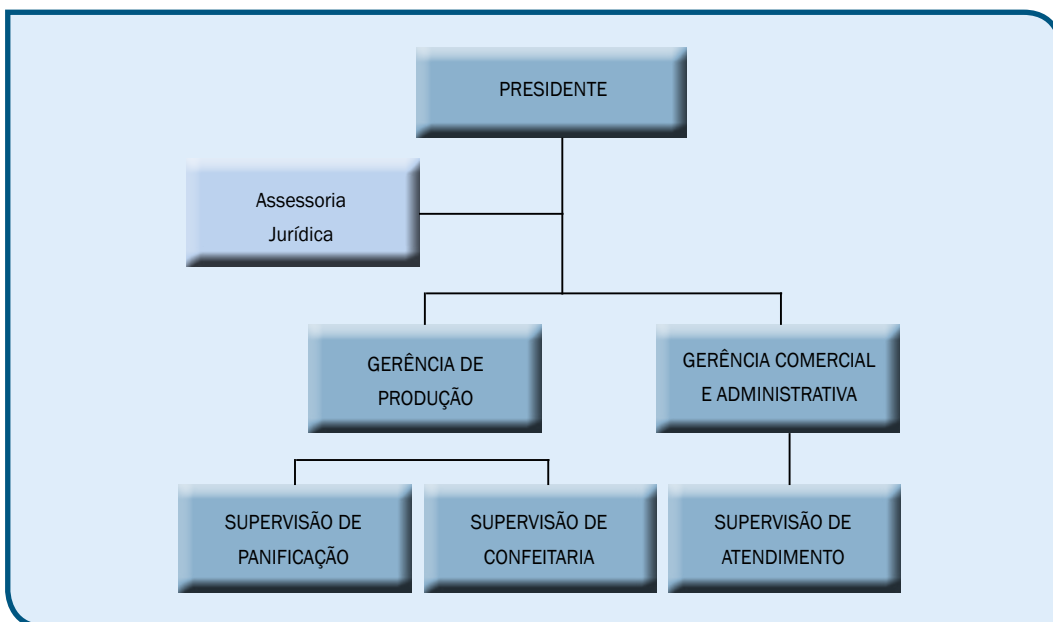 PRESIDENTE
Assessoria
Jurídica
GERÊNCIA DE
PRODUÇÃO
GERÊNCIA COMERCIAL
E ADMINISTRATIVA
SUPERVISÃO DE
PANIFICAÇÃO
SUPERVISÃO DE
CONFEITARIA
SUPERVISÃO DE
ATENDIMENTO